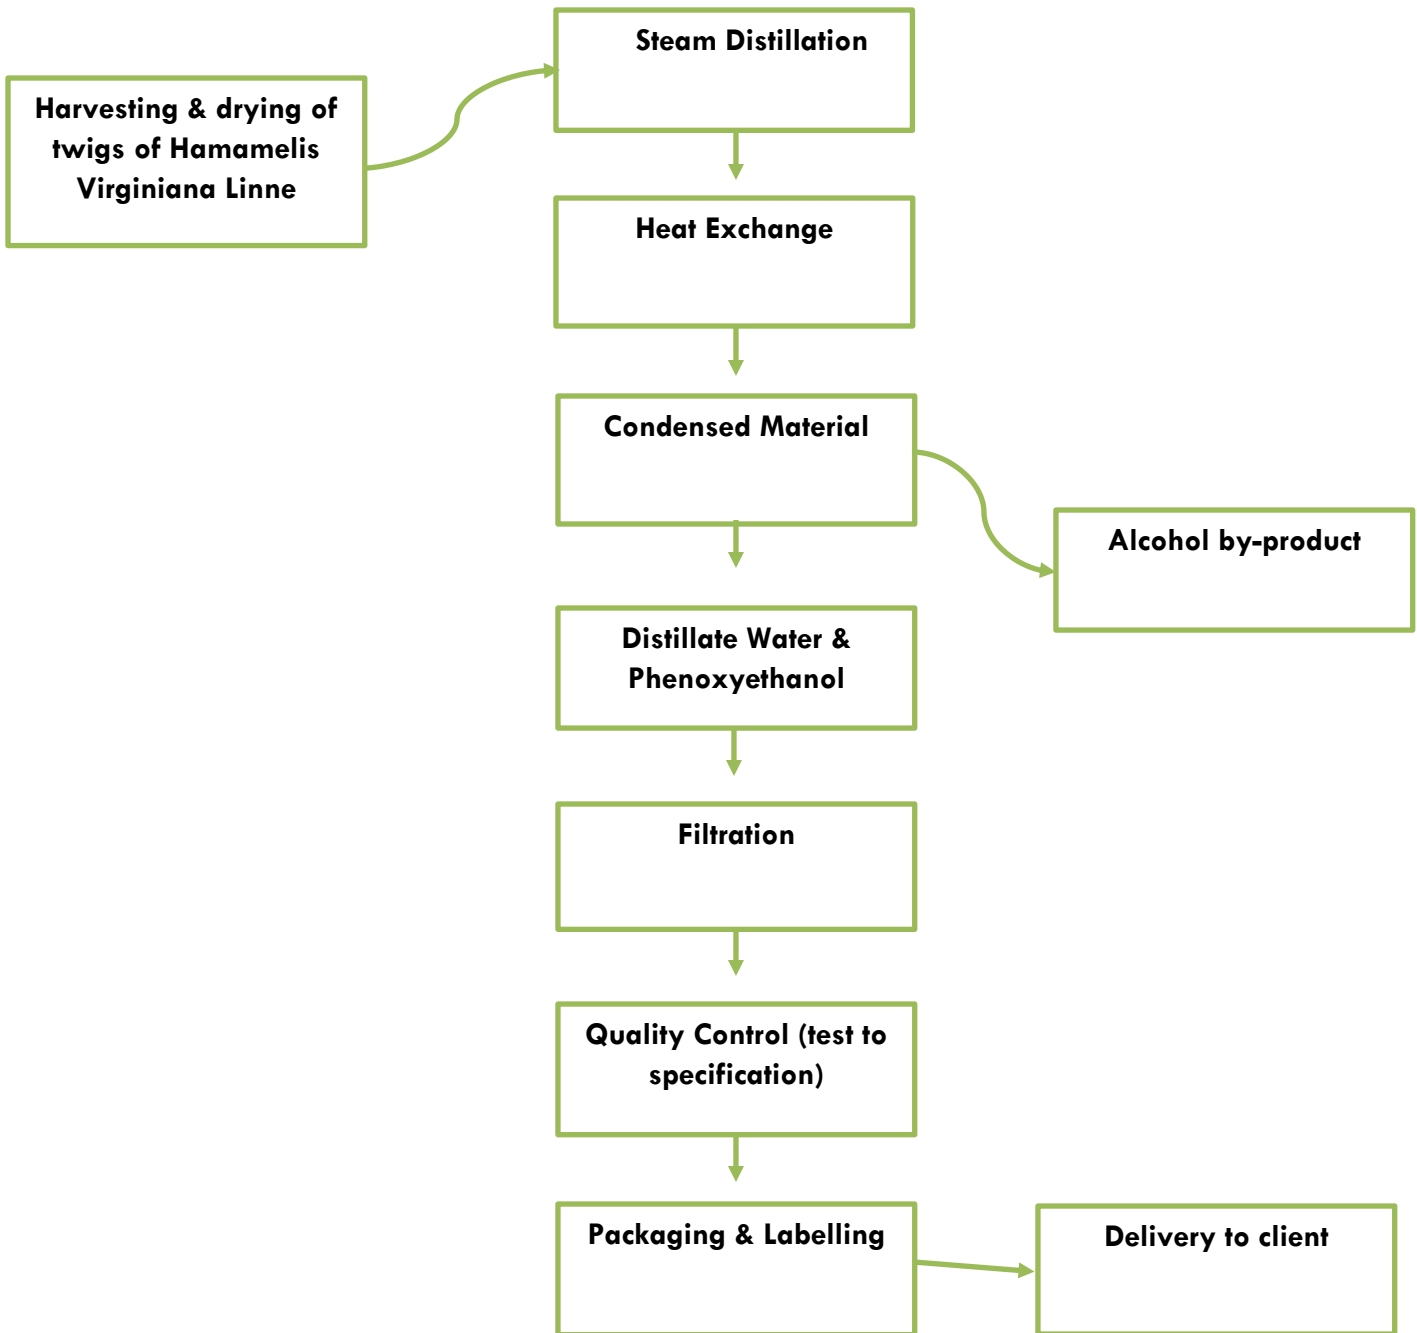 Harvesting & drying of
twigs of Hamamelis
Virginiana Linne
Steam Distillation
Heat Exchange
Condensed Material
Alcohol by-product
Distillate Water &
Phenoxyethanol
Filtration
Quality Control (test to
specification)
Packaging & Labelling
Delivery to client